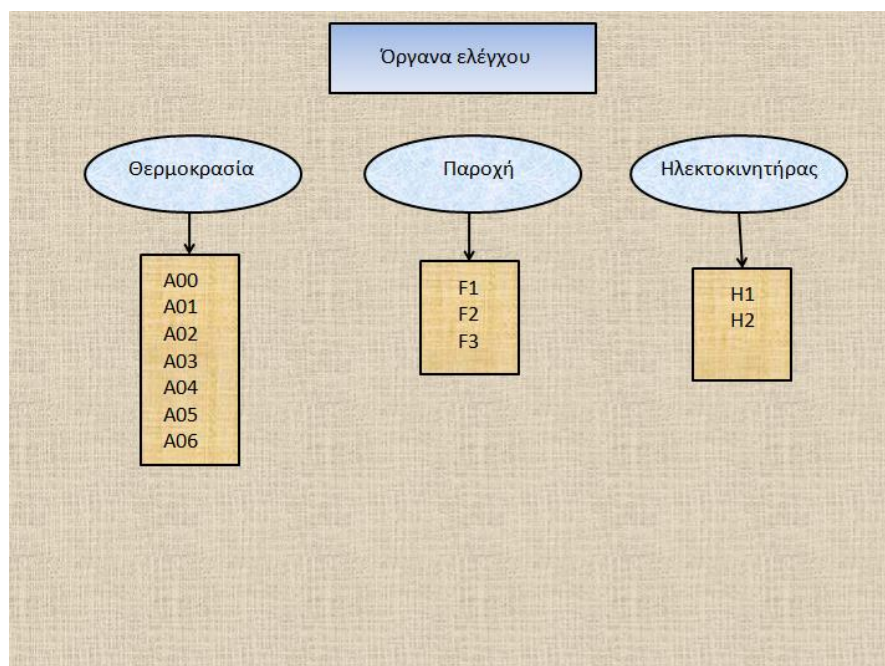 Όργανα ελέγχου
Θερμοκρασία
Παροχή
Ηλεκτοκινητήρας
A00
A01
A02
A03
A04
A05
A06
F1
F2
F3
H1
H2